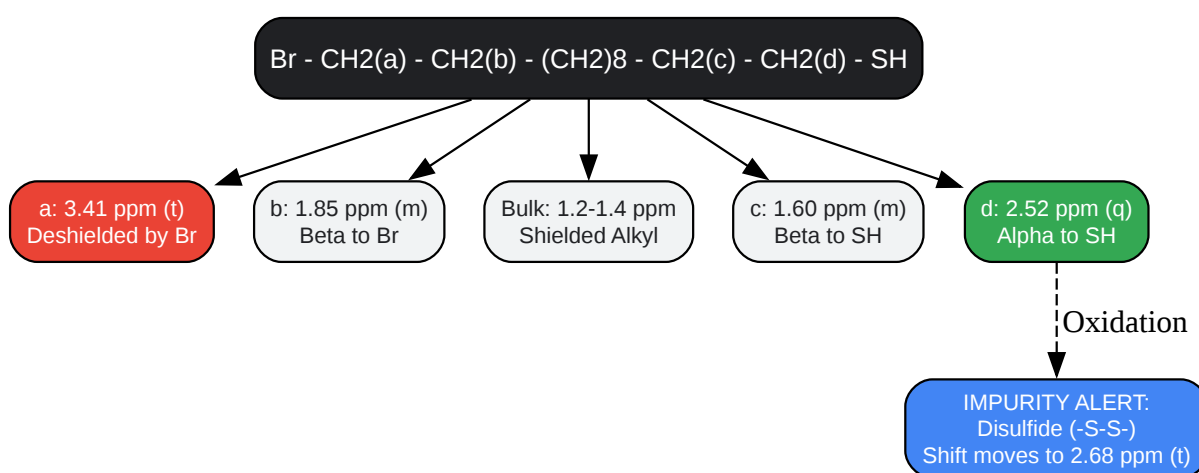 Br - CH2(a) - CH2(b) - (CH2)8 - CH2(c) - CH2(d) - SH
a: 3.41 ppm (t)
Deshielded by Br
b: 1.85 ppm (m)
Beta to Br
Bulk: 1.2-1.4 ppm
Shielded Alkyl
c: 1.60 ppm (m)
Beta to SH
d: 2.52 ppm (q)
Alpha to SH
Oxidation
IMPURITY ALERT:
Disulfide (-S-S-)
Shift moves to 2.68 ppm (t)